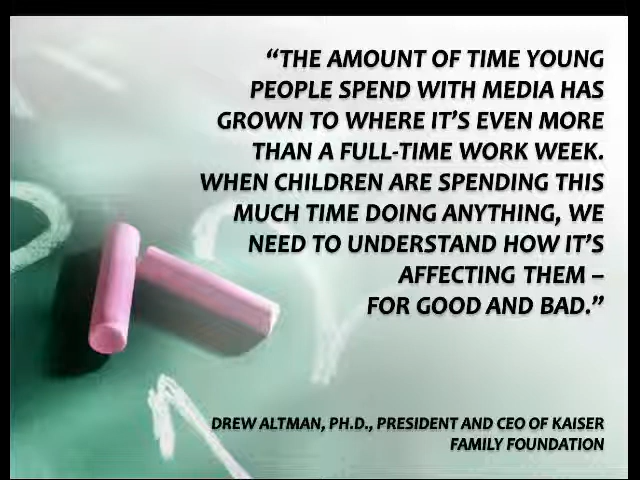 “THE AMOUNT OF TIME YOUNG
PEOPLE SPEND WITH MEDIA HAS
GROWN TO WHERE IT’S EVEN MORE
THAN A FULL-TIME WORK WEEK.
WHEN CHILDREN ARE SPENDING THIS
MUCH TIME DOING ANYTHING, WE
NEED TO UNDERSTAND HOW IT’S
AFFECTING THEM –
FOR GOOD AND BAD.”
DREW ALTMAN, PH.D., PRESIDENT AND CEO OF KAISER
FAMILY FOUNDATION